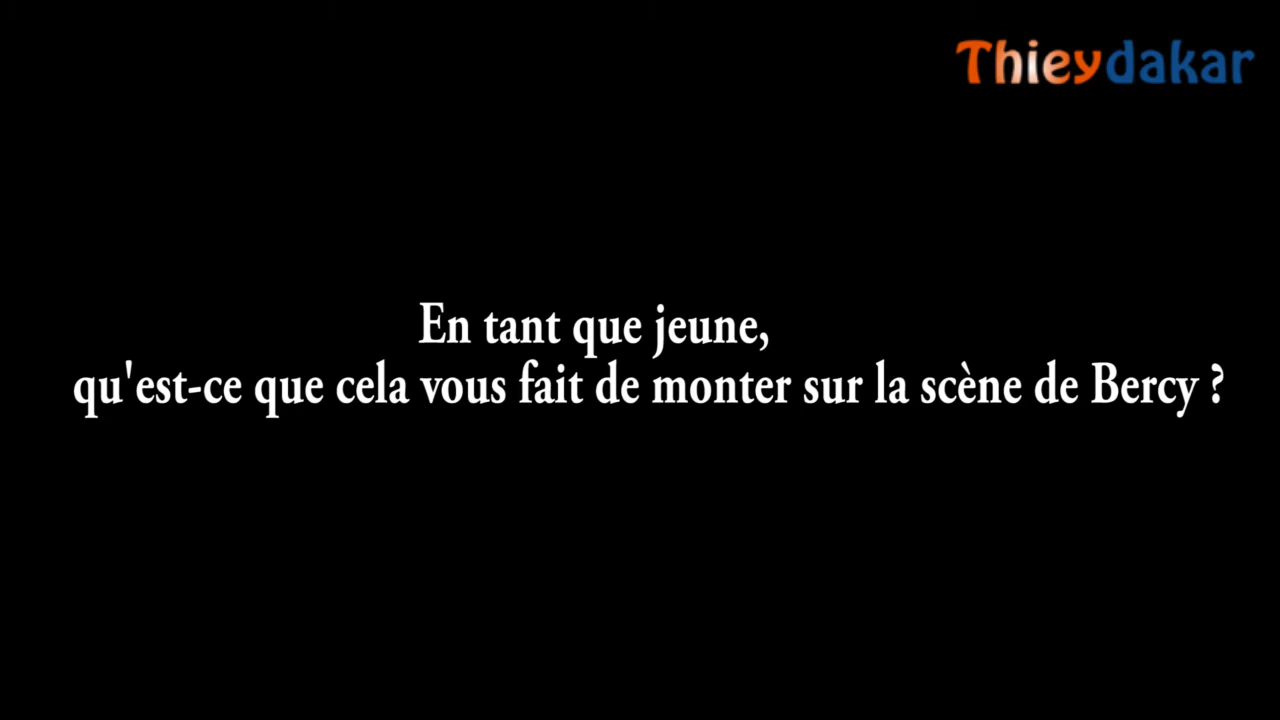 Thieydakar
En tant que jeune,
qu'est-ce que cela vous fait de monter sur la scène de Bercy ?